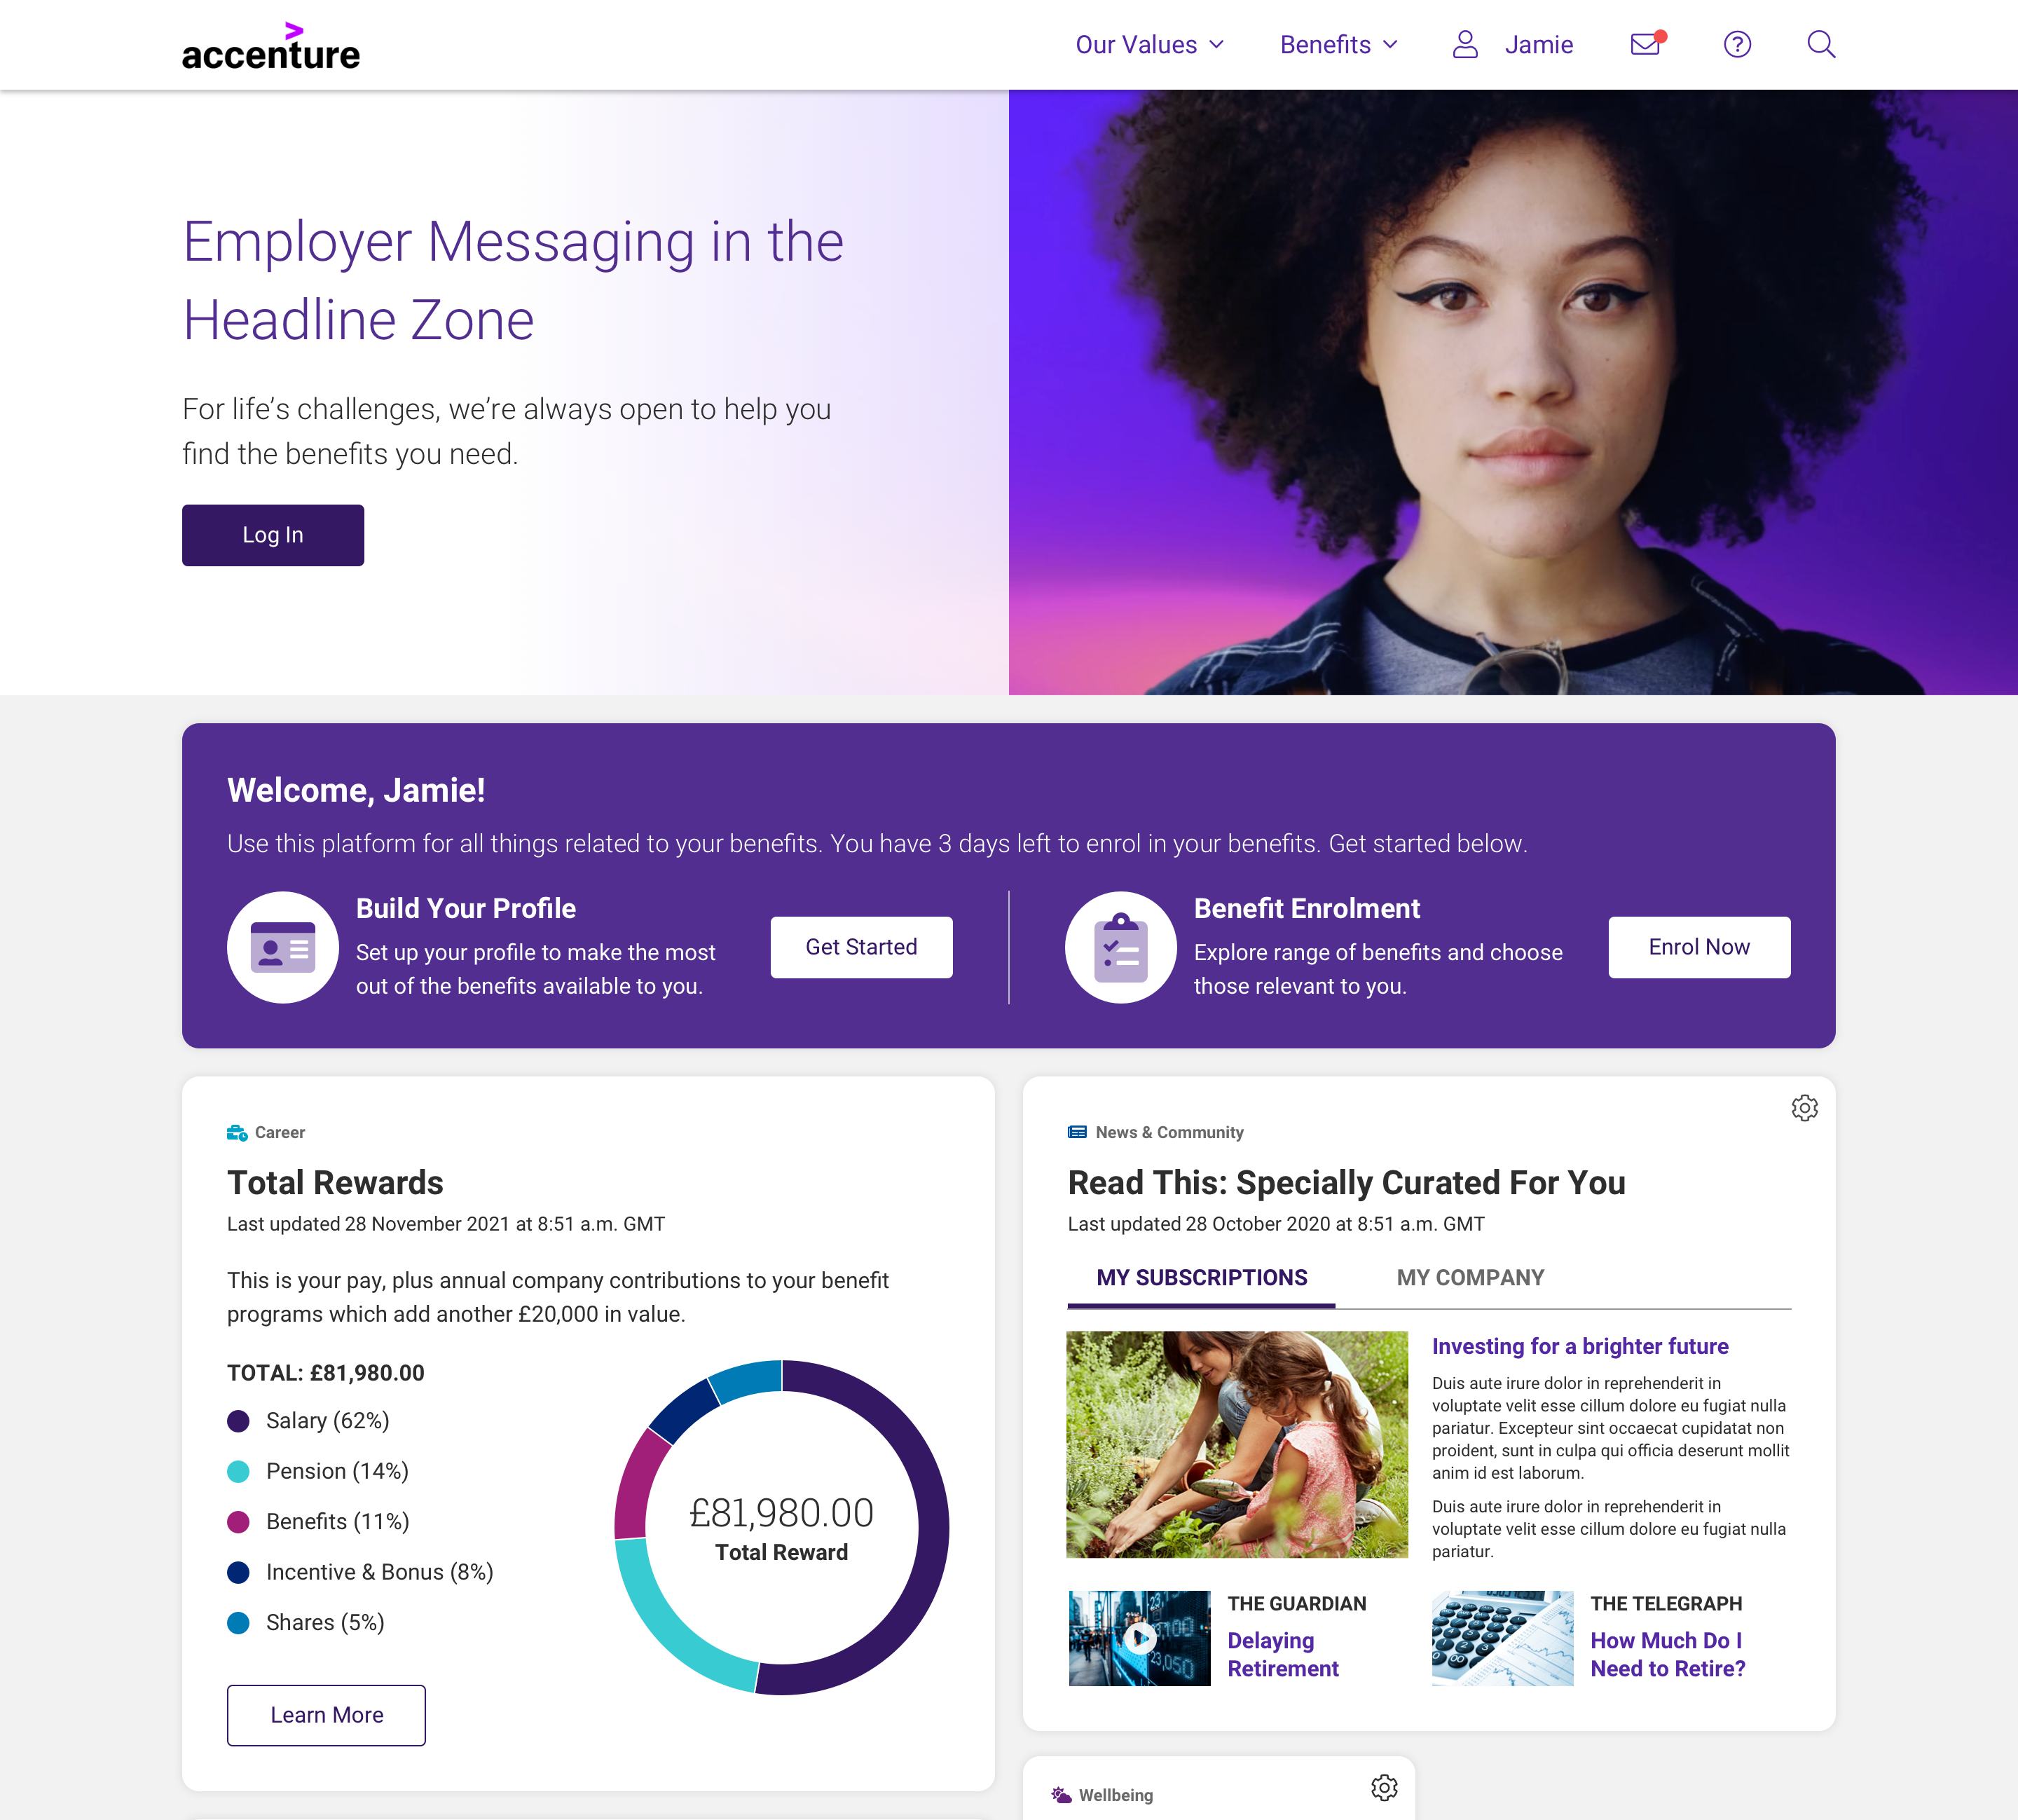 accenture
Our Values
Benefits
Jamie
Employer Messaging in the
Headline Zone
For life’s challenges, we’re always open to help you
find the benefits you need.
Log In
Welcome, Jamie!
Use this platform for all things related to your benefits. You have 3 days left to enrol in your benefits. Get started below.
Build Your Profile
Set up your profile to make the most
out of the benefits available to you.
Get Started
Benefit Enrolment
Explore range of benefits and choose
those relevant to you.
Enrol Now
Career
Total Rewards
Last updated 28 November 2021 at 8:51 a.m. GMT
This is your pay, plus annual company contributions to your benefit
programs which add another £20,000 in value.
TOTAL: £81,980.00
Salary (62%)
Pension (14%)
Benefits (11%)
Incentive & Bonus (8%)
Shares (5%)
£81,980.00
Total Reward
Learn More
News & Community
Read This: Specially Curated For You
Last updated 28 October 2020 at 8:51 a.m. GMT
MY SUBSCRIPTIONS
MY COMPANY
Investing for a brighter future
Duis aute irure dolor in reprehenderit in
voluptate velit esse cillum dolore eu fugiat nulla
pariatur. Excepteur sint occaecat cupidatat non
proident, sunt in culpa qui officia deserunt mollit
anim id est laborum.
Duis aute irure dolor in reprehenderit in
voluptate velit esse cillum dolore eu fugiat nulla
pariatur.
THE GUARDIAN
Delaying
Retirement
THE TELEGRAPH
How Much Do I
Need to Retire?
Wellbeing